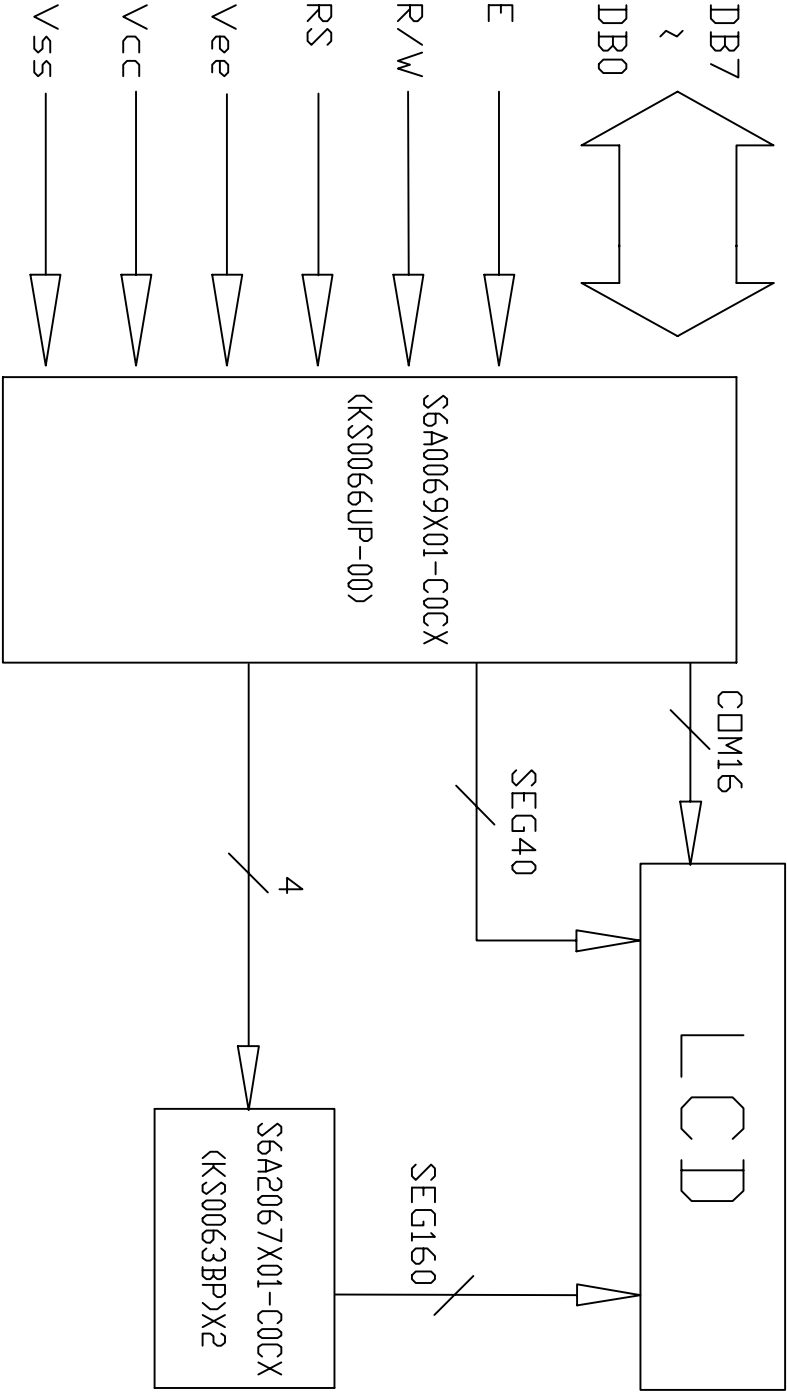 DB7
~
DB0
E
R/W
RS
Vee
Vcc
Vss
S6A0069X01-C0CX
(KS0066UP-00)
COM16
SEG40
4
LCD
SEG160
S6A2067X01-C0CX
(KS0063BP)X2